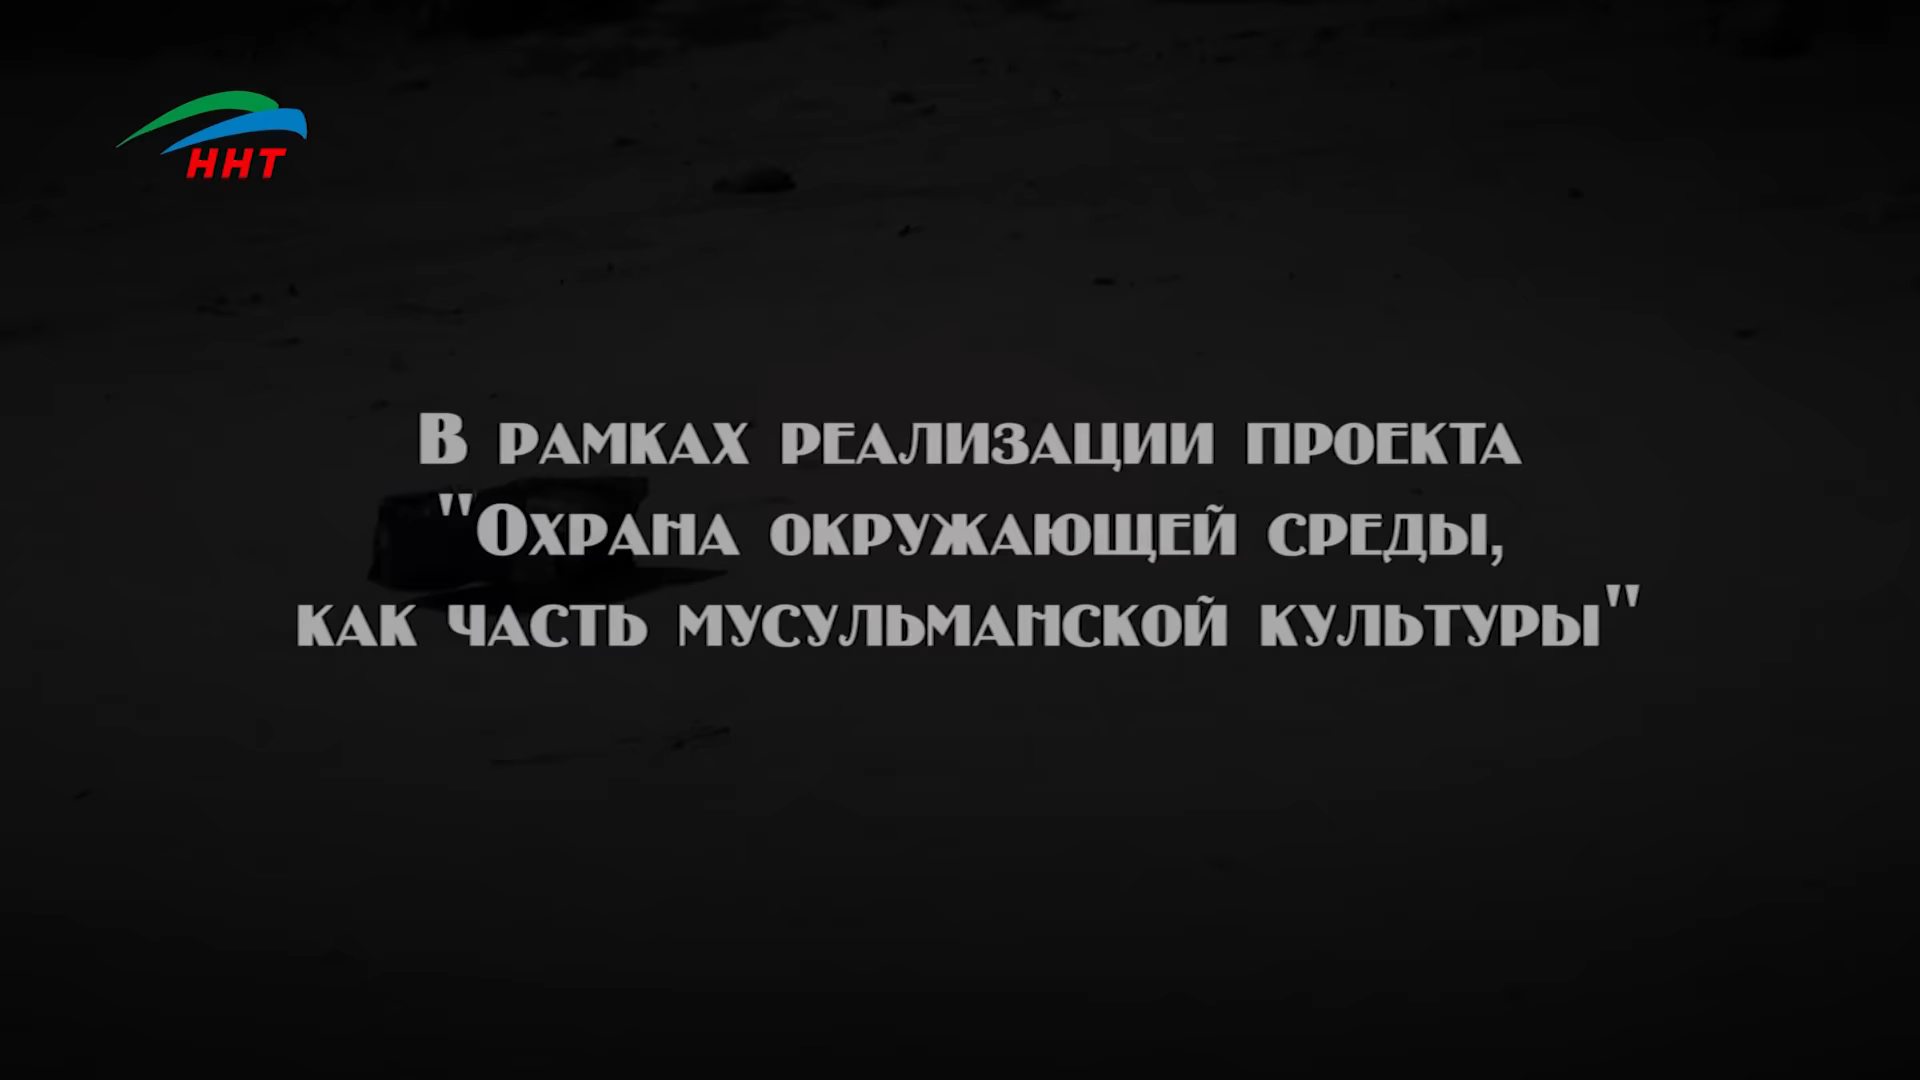 ННТ
В рамках реализации проекта
"Охрана окружающей среды,
как часть мусульманской культуры"